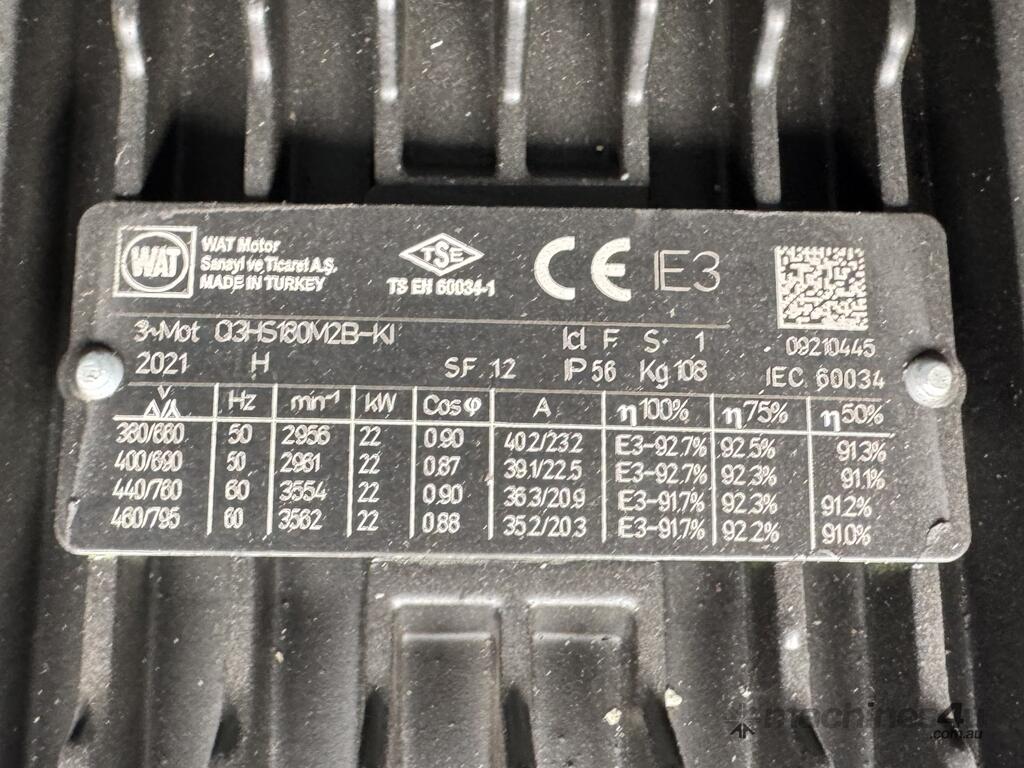 WAT
WAT Motor
Sanayi ve Ticaret A.Ş.
MADE IN TURKEY
TSE
TS EN 60034-1
CE IE3
3~Mot Q3HS180M2B-KI Icl F S. 1 09210445
2021 H SF 1.2 IP 56 Kg 108 IEC 60034
V Δ/Y Hz min⁻¹ kW Cosφ A η100% η75% η50%
380/660 50 2956 22 0.90 40.2/23.2 E3-92.7% 92.5% 91.3%
400/690 50 2961 22 0.87 39.1/22.5 E3-92.7% 92.3% 91.1%
440/760 60 3554 22 0.90 36.3/20.9 E3-91.7% 92.3% 91.2%
460/795 60 3562 22 0.88 35.2/20.3 E3-91.7% 92.2% 91.0%
machines4u
.com.au